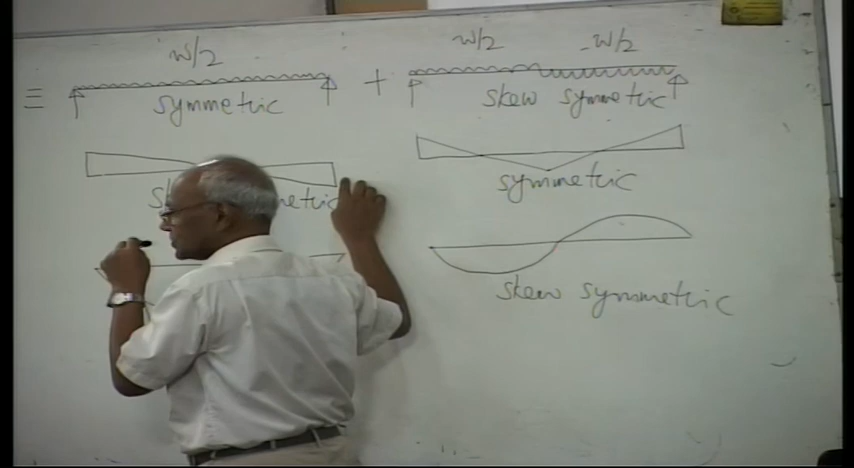 w/2 w/2 -w/2
≡ + 
symmetric skew symmetric
symmetric
skew symmetric